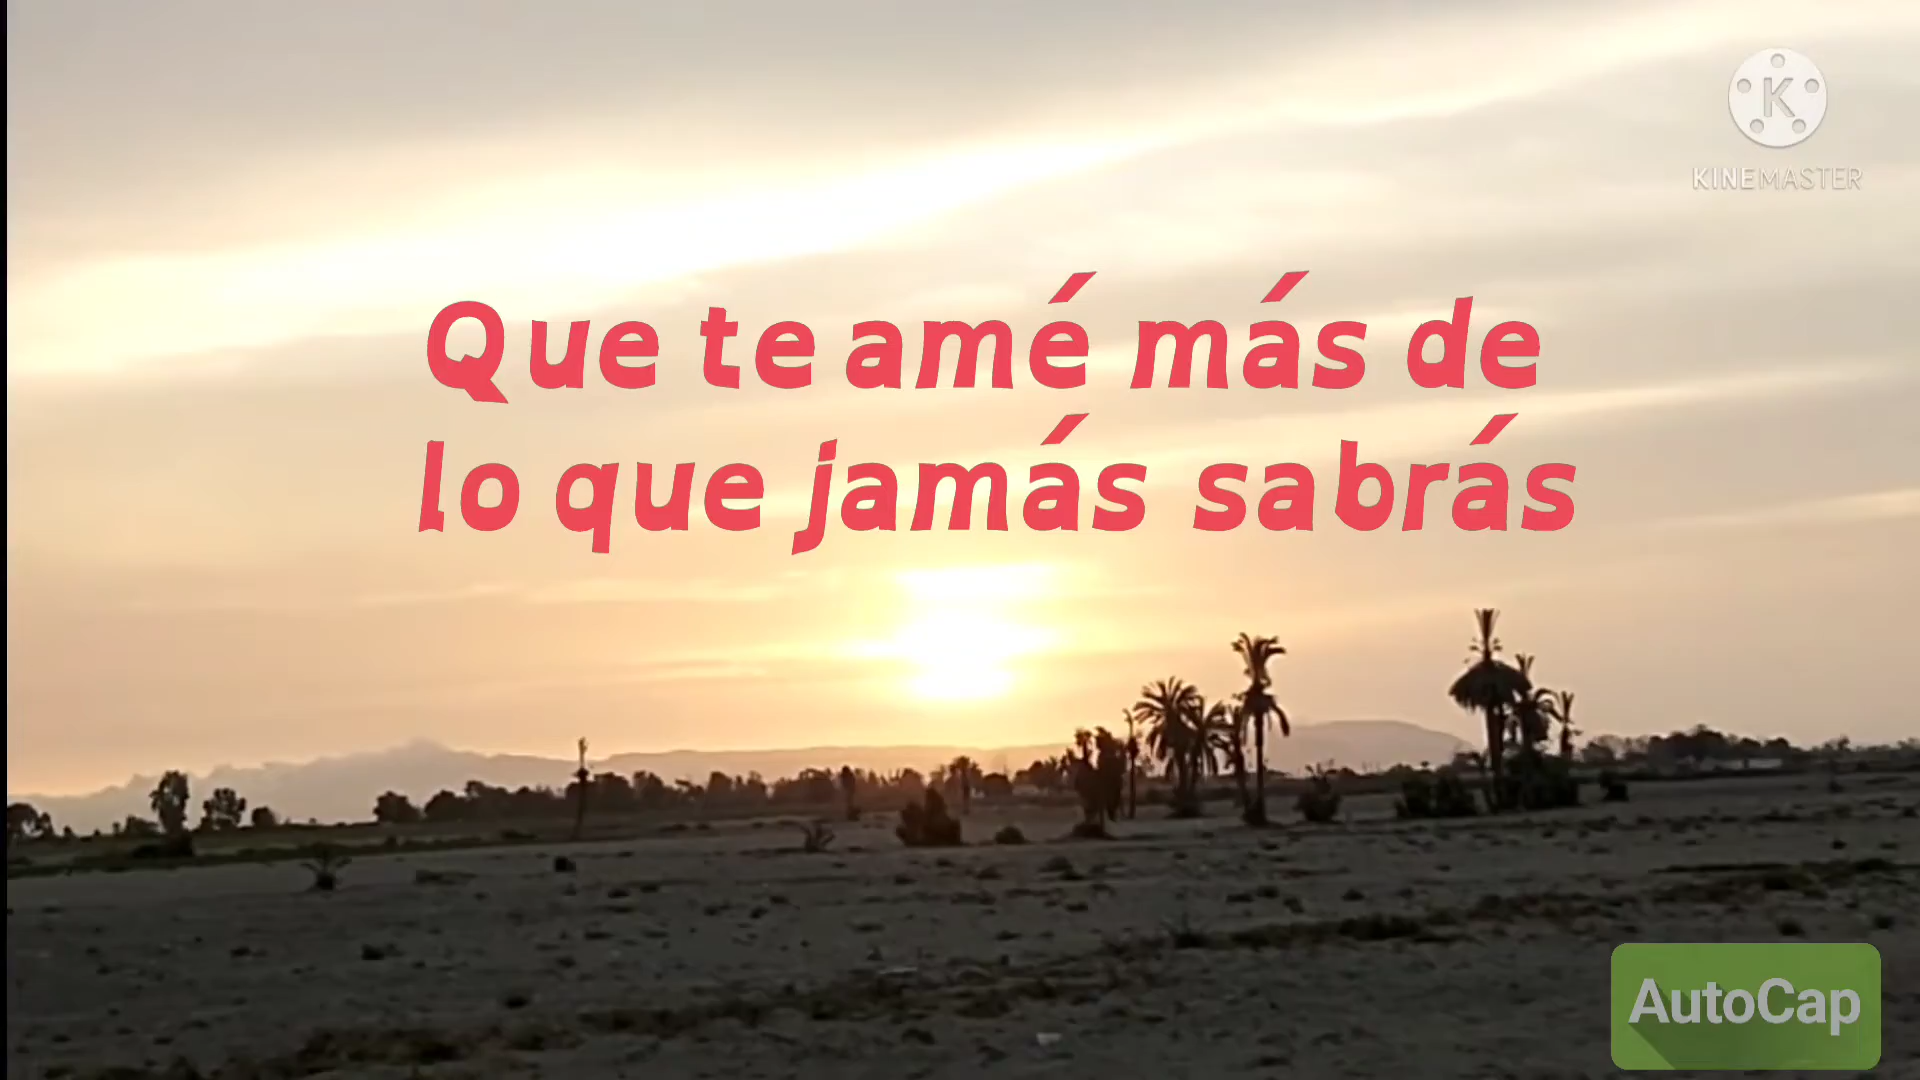 K
KINEMASTER
Que te amé más de
lo que jamás sabrás
AutoCap